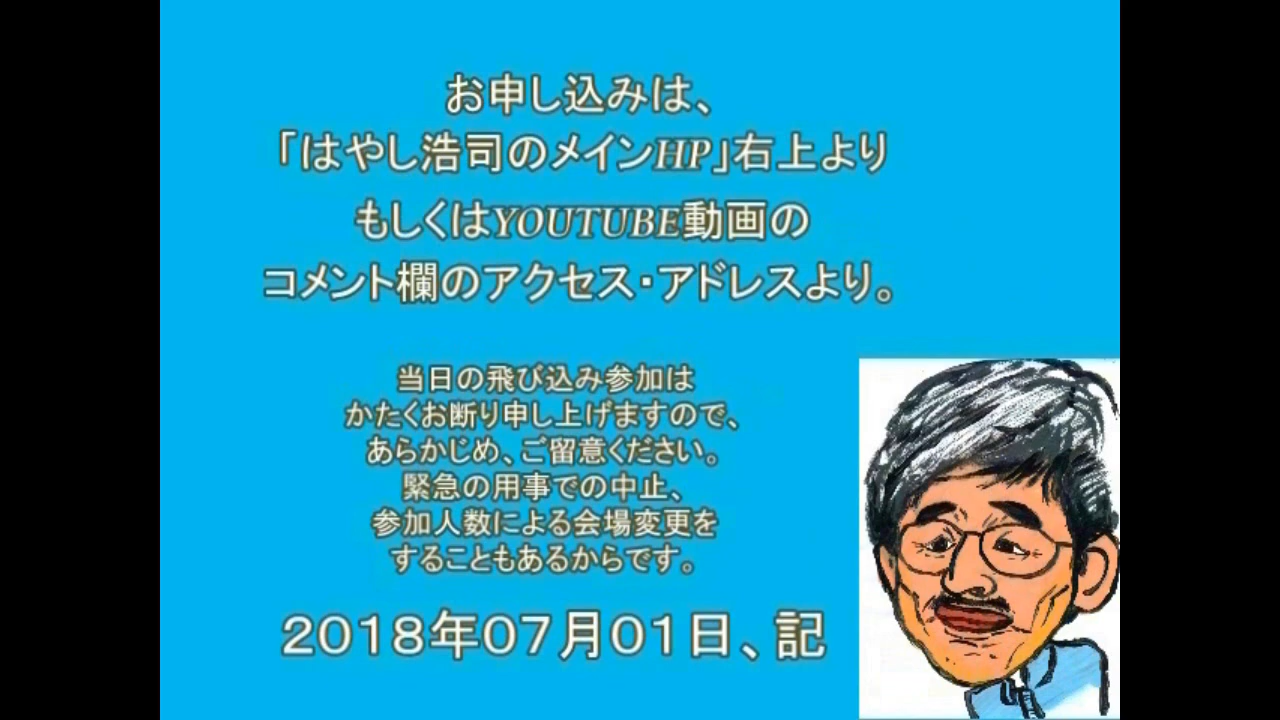 お申し込みは、
「はやし浩司のメインHP」右上より
もしくはYOUTUBE動画の
コメント欄のアクセス・アドレスより。
当日の飛び込み参加は
かたくお断り申し上げますので、
あらかじめ、ご留意ください。
緊急の用事での中止、
参加人数による会場変更を
することもあるからです。
2018年07月01日、記